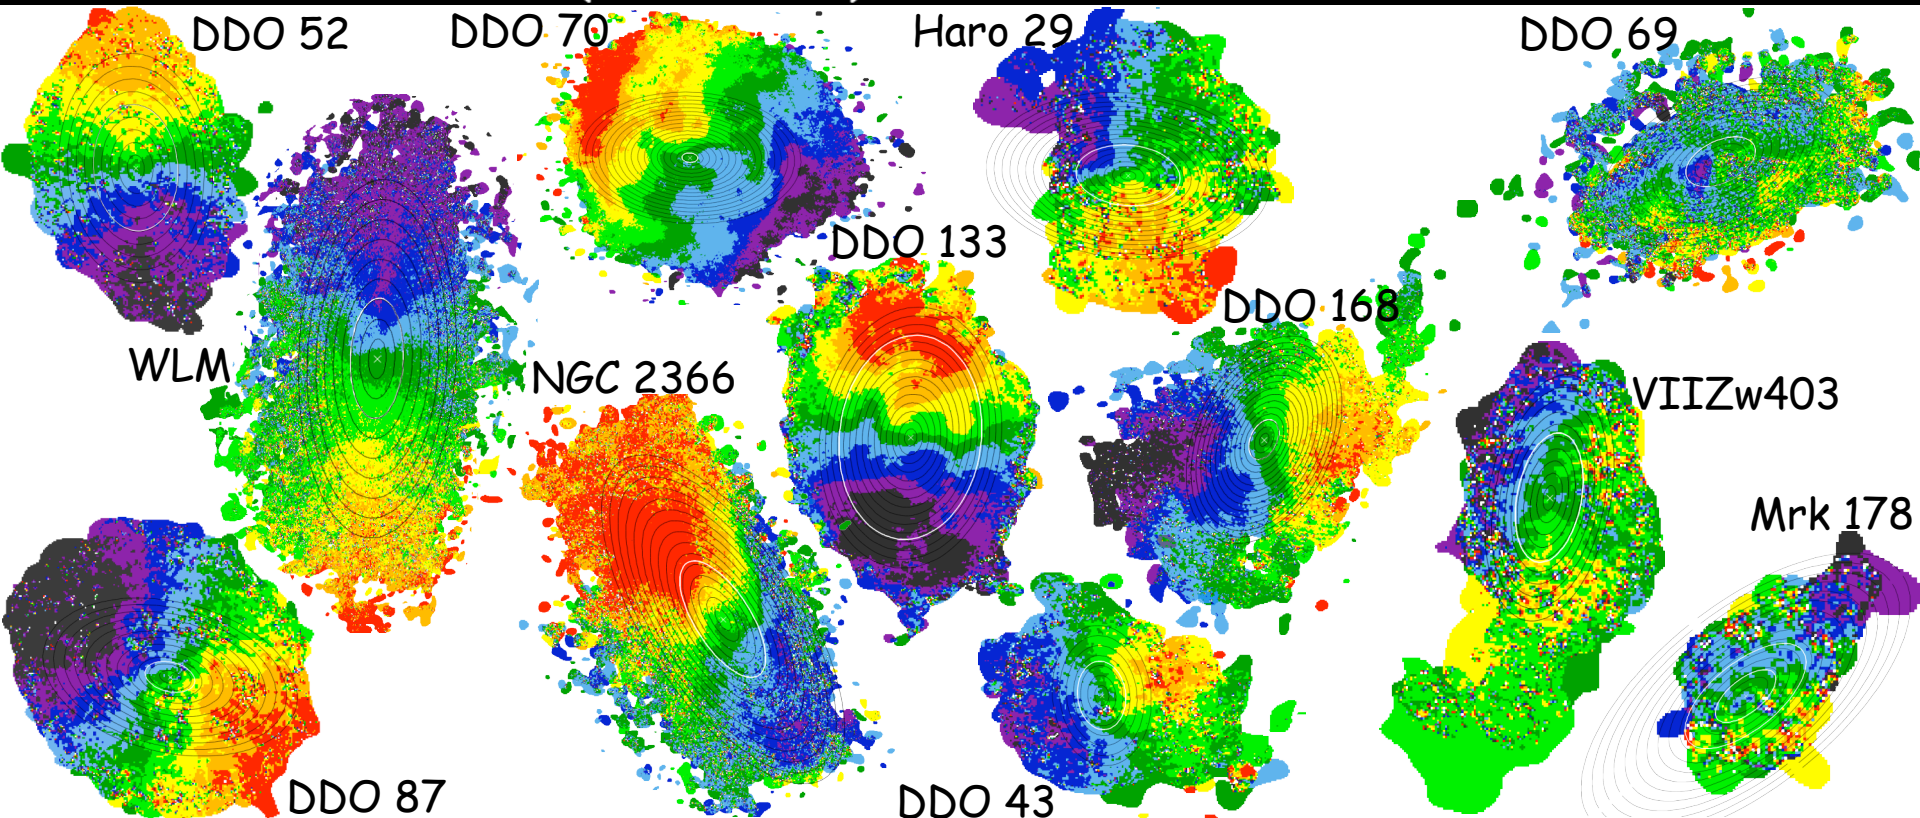 DDO 52
DDO 70
Haro 29
DDO 69
DDO 133
DDO 168
WLM
NGC 2366
VIIZw403
Mrk 178
DDO 87
DDO 43